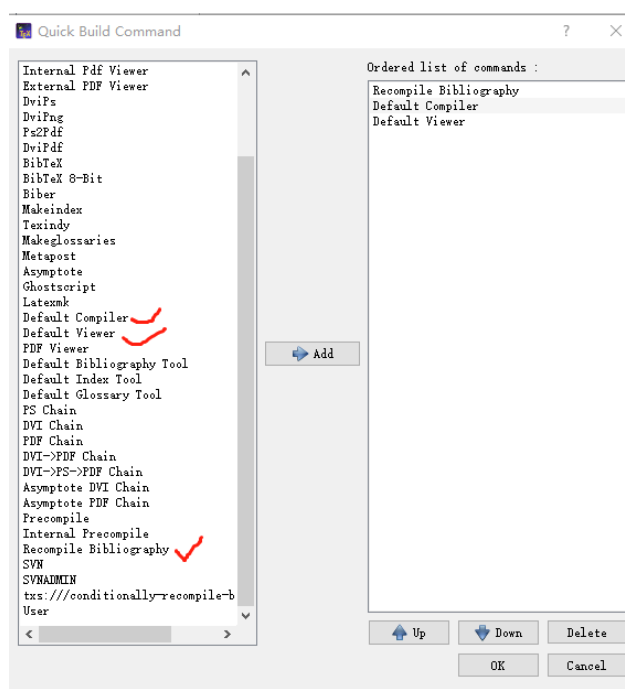 Quick Build Command
Internal Pdf Viewer
External PDF Viewer
DviPs
DviPng
Ps2Pdf
DviPdf
BibTeX
BibTeX 8-Bit
Biber
Makeindex
Texindy
Makeglossaries
Metapost
Asymptote
Ghostscript
Latexmk
Default Compiler
Default Viewer
PDF Viewer
Default Bibliography Tool
Default Index Tool
Default Glossary Tool
PS Chain
DVI Chain
PDF Chain
DVI->PDF Chain
DVI->PS->PDF Chain
Asymptote DVI Chain
Asymptote PDF Chain
Precompile
Internal Precompile
Recompile Bibliography
SVN
SVNADMIN
txs:///conditionally-recompile-b
User
Add
Ordered list of commands :
Recompile Bibliography
Default Compiler
Default Viewer
Up Down Delete
OK Cancel